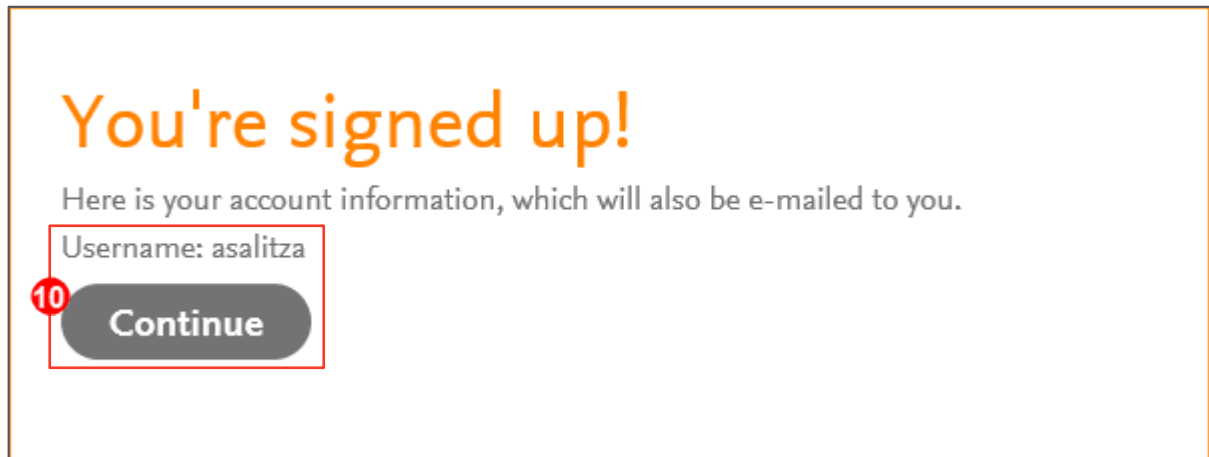 You're signed up!
Here is your account information, which will also be e-mailed to you.
Username: asalitza
10
Continue